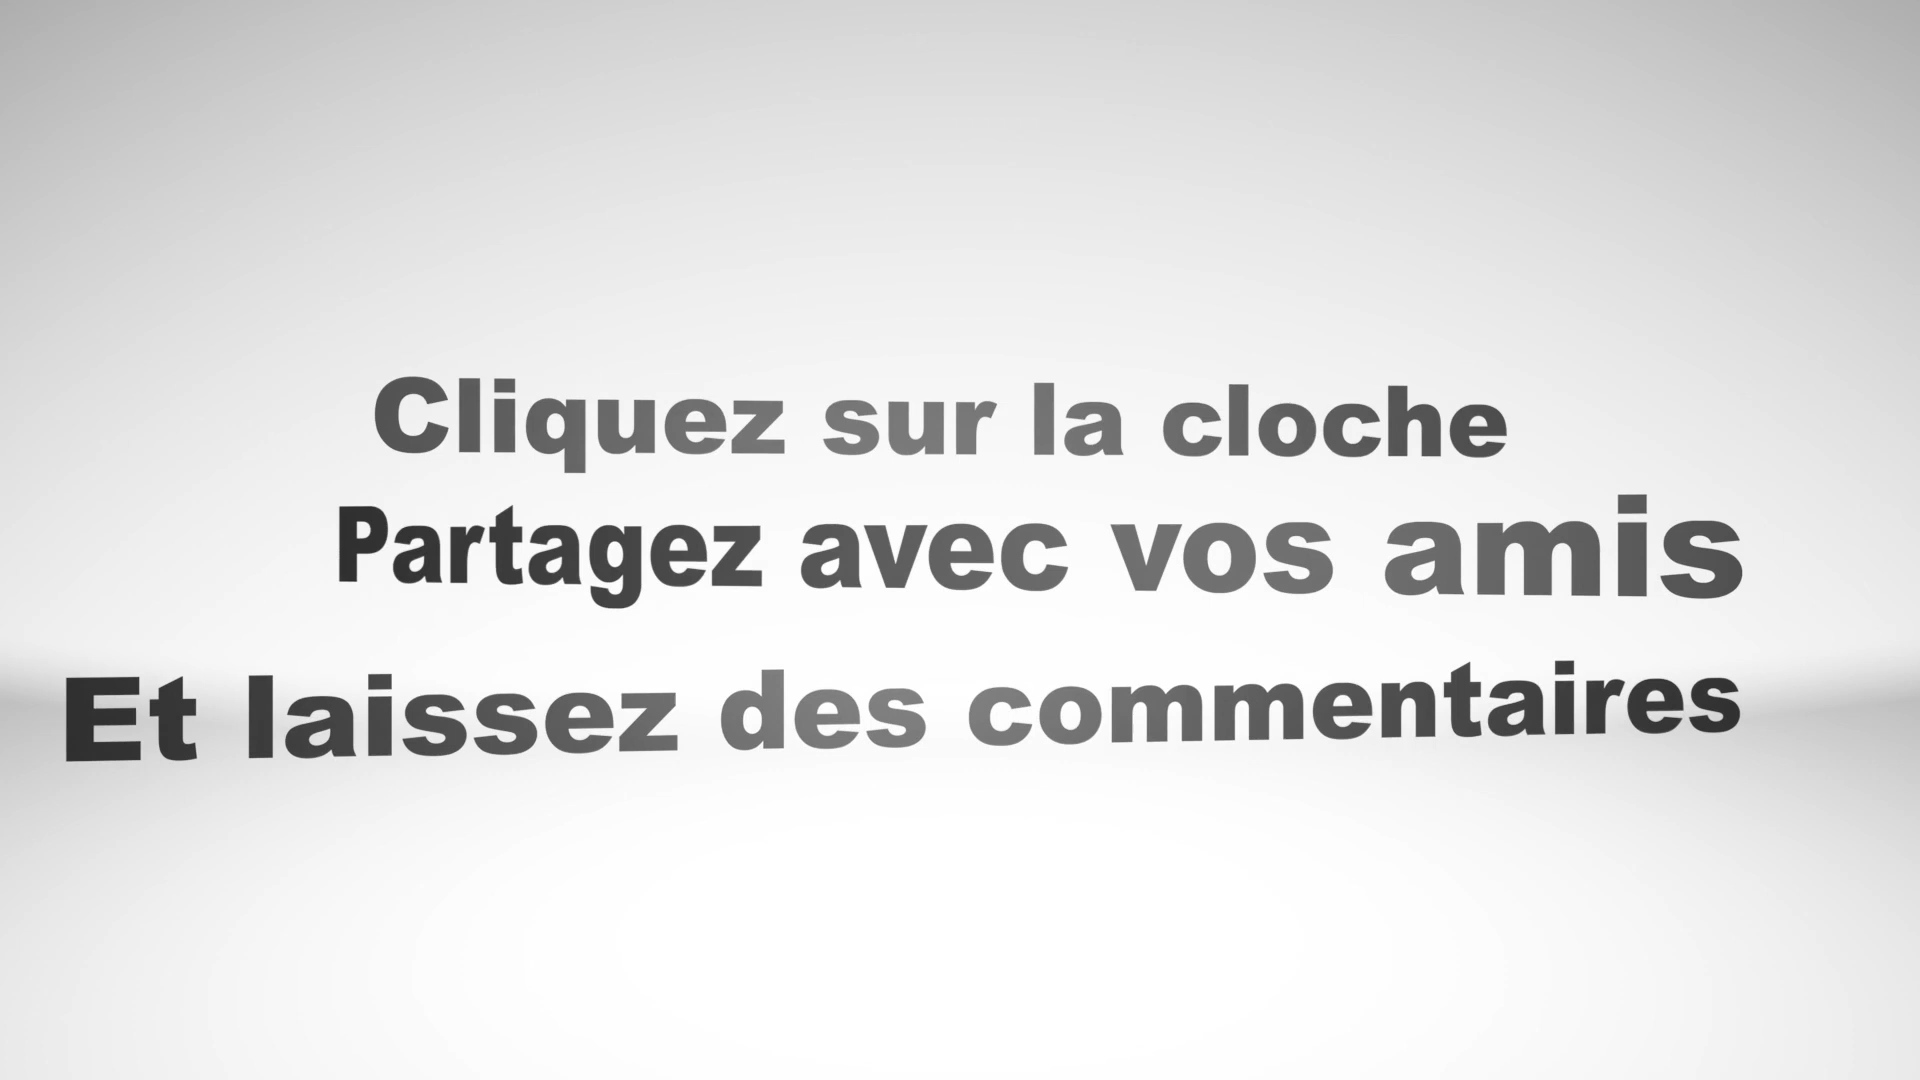 Cliquez sur la cloche
Partagez avec vos amis
Et laissez des commentaires